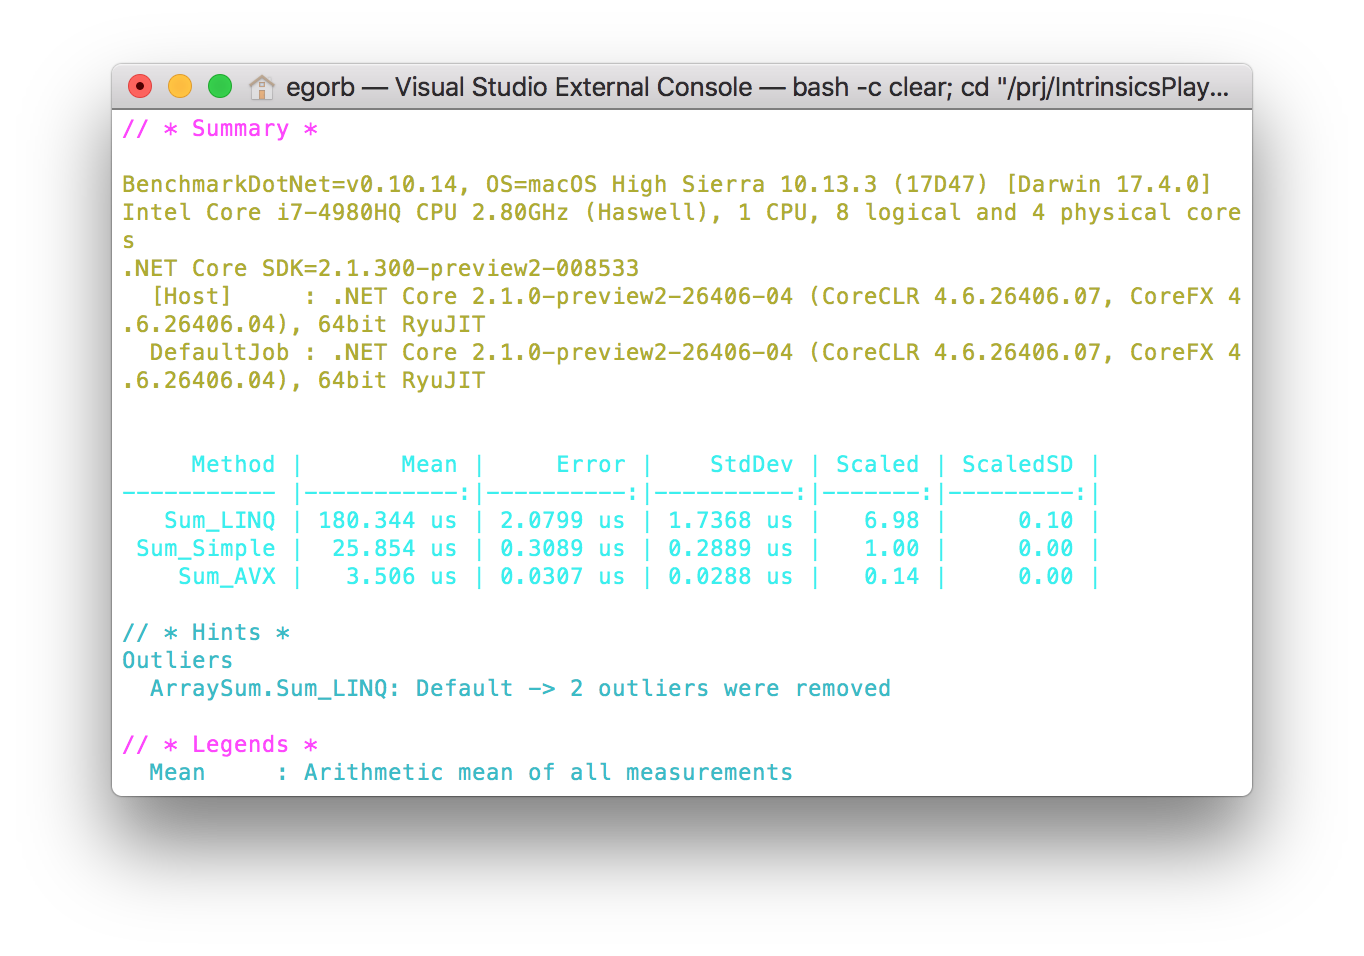 egorb — Visual Studio External Console — bash -c clear; cd "/prj/IntrinsicsPlay...
// * Summary *
BenchmarkDotNet=v0.10.14, OS=macOS High Sierra 10.13.3 (17D47) [Darwin 17.4.0]
Intel Core i7-4980HQ CPU 2.80GHz (Haswell), 1 CPU, 8 logical and 4 physical core
s
.NET Core SDK=2.1.300-preview2-008533
  [Host]     : .NET Core 2.1.0-preview2-26406-04 (CoreCLR 4.6.26406.07, CoreFX 4
.6.26406.04), 64bit RyuJIT
  DefaultJob : .NET Core 2.1.0-preview2-26406-04 (CoreCLR 4.6.26406.07, CoreFX 4
.6.26406.04), 64bit RyuJIT
     Method |       Mean |     Error |    StdDev | Scaled | ScaledSD |
----------- |-----------:|----------:|----------:|-------:|---------:|
   Sum_LINQ | 180.344 us | 2.0799 us | 1.7368 us |   6.98 |     0.10 |
 Sum_Simple |  25.854 us | 0.3089 us | 0.2889 us |   1.00 |     0.00 |
    Sum_AVX |   3.506 us | 0.0307 us | 0.0288 us |   0.14 |     0.00 |
// * Hints *
Outliers
  ArraySum.Sum_LINQ: Default -> 2 outliers were removed
// * Legends *
  Mean     : Arithmetic mean of all measurements